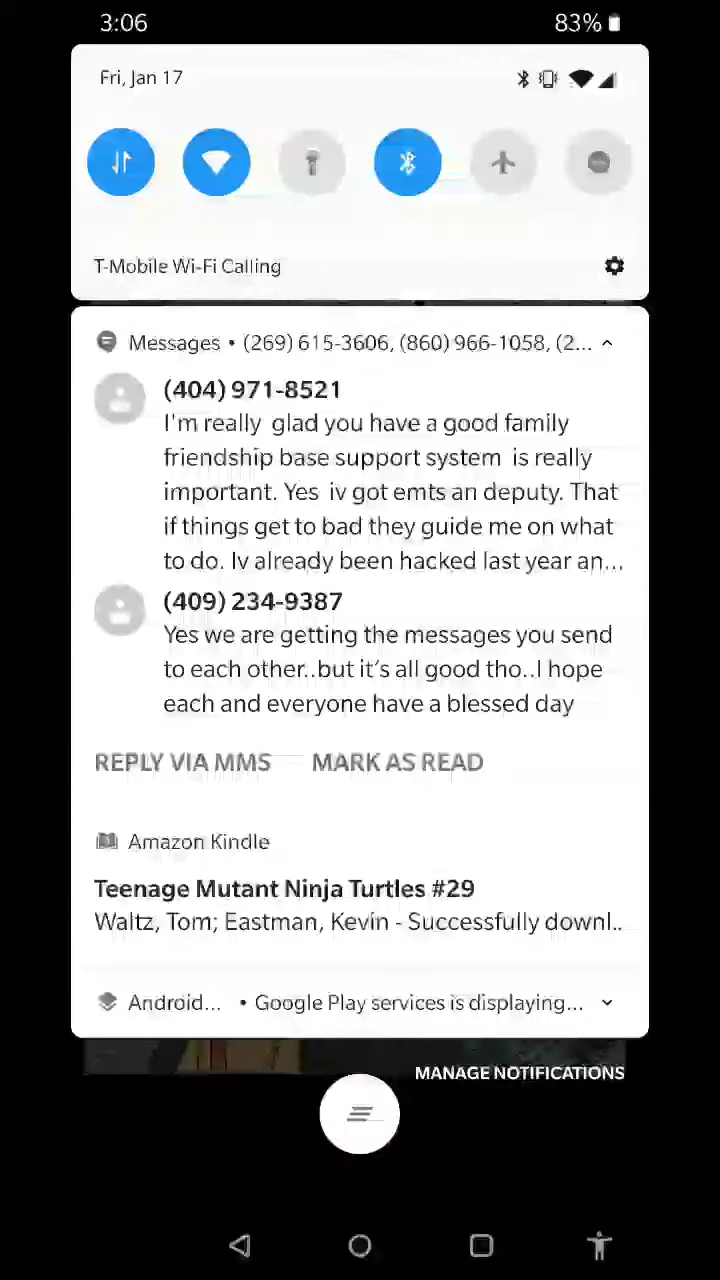 3:06 83%
Fri, Jan 17
T-Mobile Wi-Fi Calling
Messages • (269) 615-3606, (860) 966-1058, (2...
(404) 971-8521
I'm really glad you have a good family
friendship base support system is really
important. Yes iv got emts an deputy. That
if things get to bad they guide me on what
to do. Iv already been hacked last year an...
(409) 234-9387
Yes we are getting the messages you send
to each other..but it’s all good tho..I hope
each and everyone have a blessed day
REPLY VIA MMS MARK AS READ
Amazon Kindle
Teenage Mutant Ninja Turtles #29
Waltz, Tom; Eastman, Kevin - Successfully downl..
Android... • Google Play services is displaying...
MANAGE NOTIFICATIONS